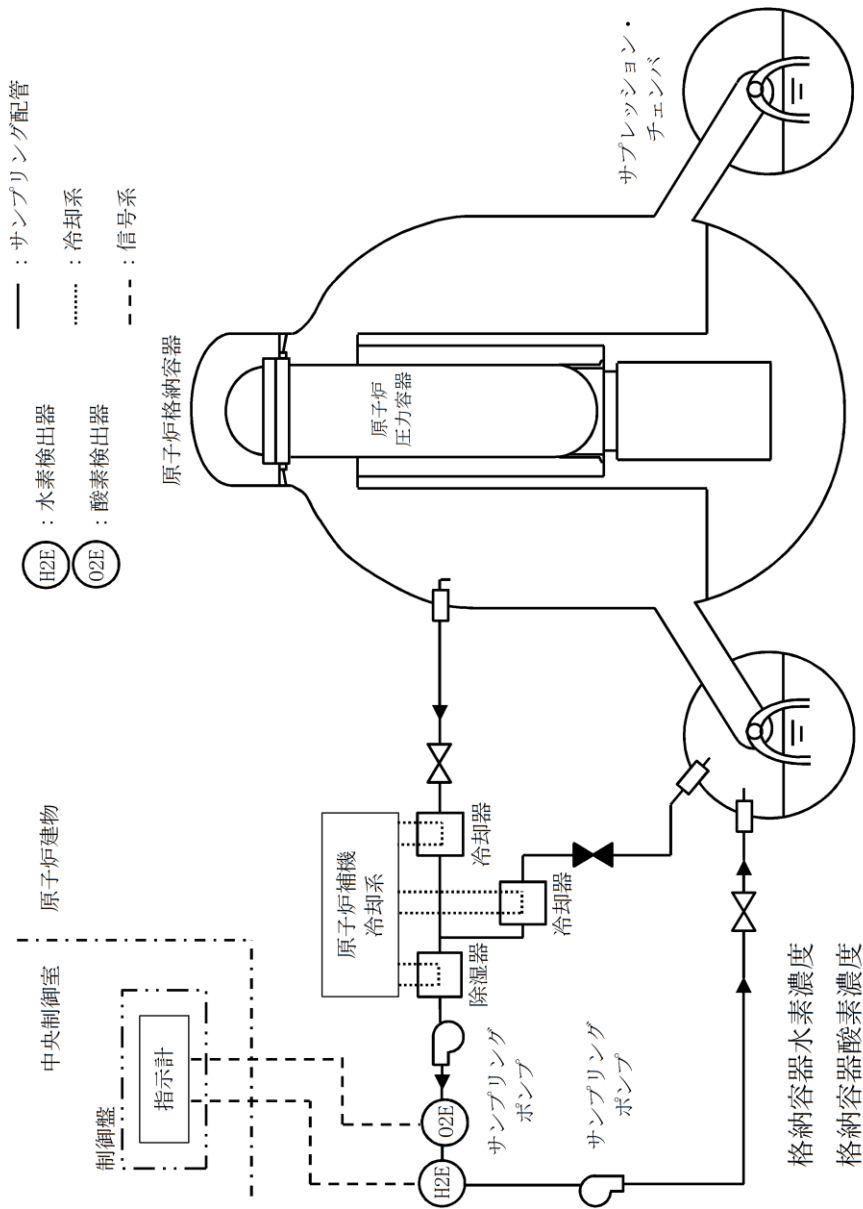 中央制御室
制御盤
指示計
原子炉建物
H2E
：水素検出器
O2E
：酸素検出器
：サンプリング配管
：冷却系
：信号系
原子炉格納容器
原子炉
圧力容器
原子炉補機
冷却系
O2E
H2E
除湿器
冷却器
冷却器
サンプリング
ポンプ
サンプリング
ポンプ
サプレッション・
チェンバ
格納容器水素濃度
格納容器酸素濃度